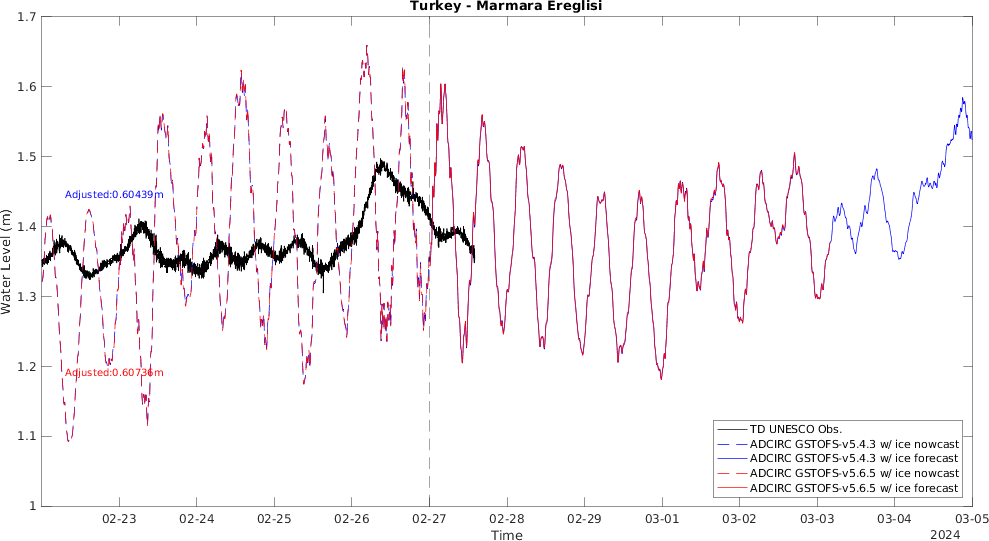 Turkey - Marmara Ereglisi
Water Level (m)
1.7
1.6
1.5
1.4
1.3
1.2
1.1
1
Adjusted:0.60439m
Adjusted:0.60736m
TD UNESCO Obs.
ADCIRC GSTOFS-v5.4.3 w/ ice nowcast
ADCIRC GSTOFS-v5.4.3 w/ ice forecast
ADCIRC GSTOFS-v5.6.5 w/ ice nowcast
ADCIRC GSTOFS-v5.6.5 w/ ice forecast
02-23 02-24 02-25 02-26 02-27 02-28 02-29 03-01 03-02 03-03 03-04 03-05
Time
2024